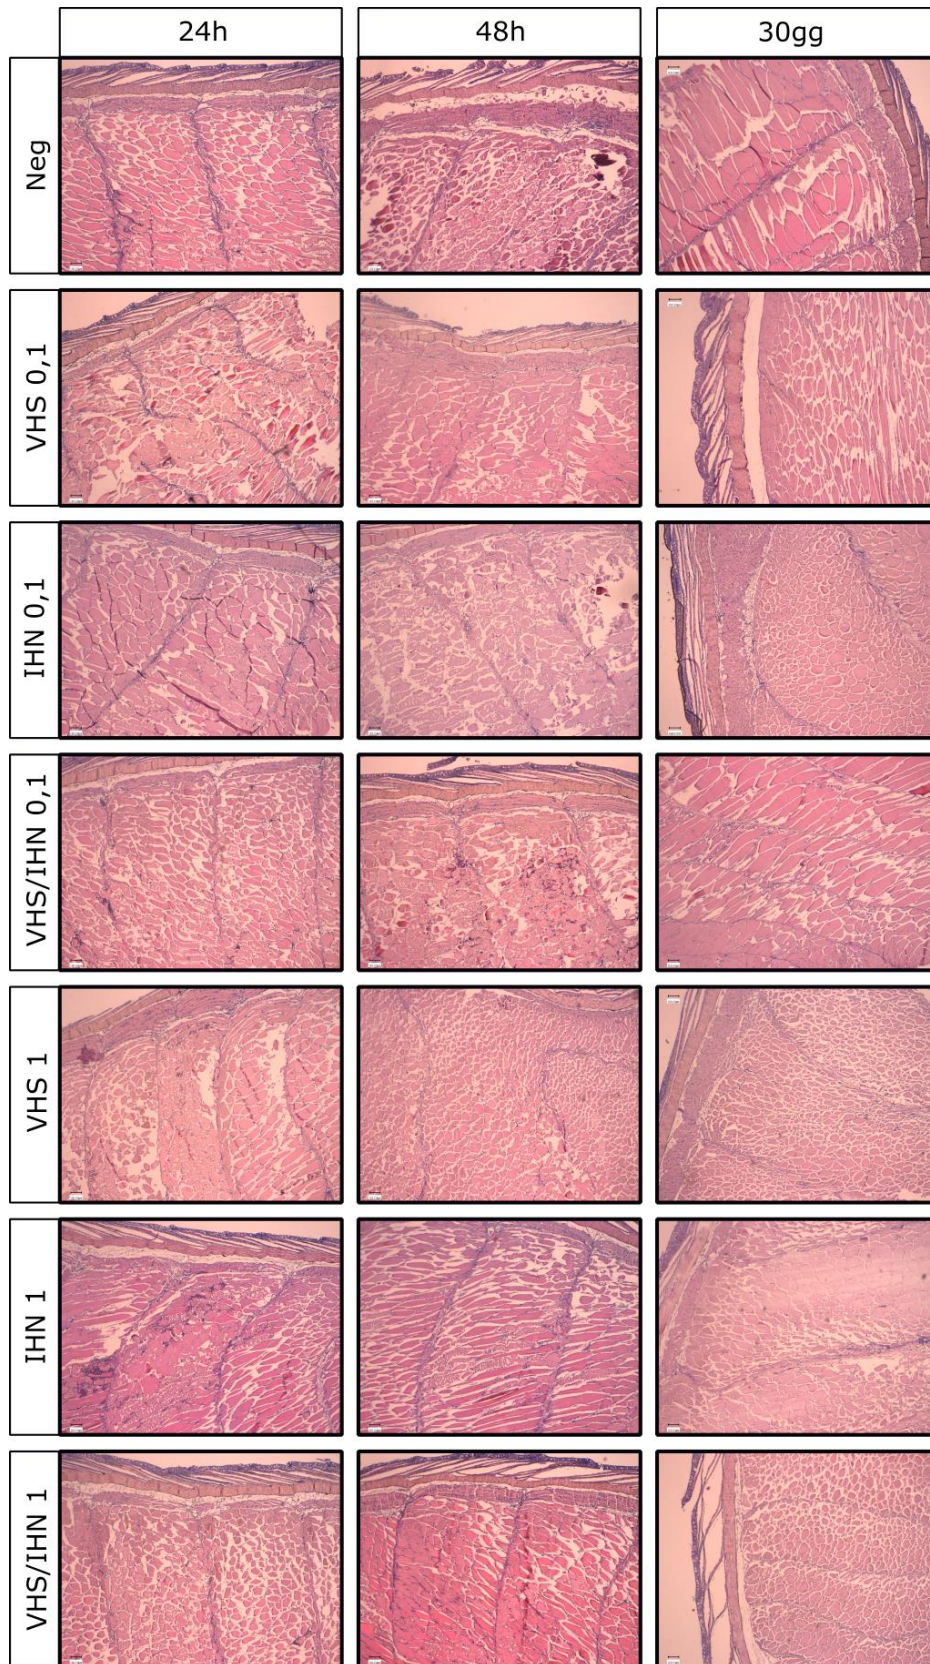 24h
48h
30gg
Neg
VHS 0,1
IHN 0,1
VHS/IHN 0,1
VHS 1
IHN 1
VHS/IHN 1